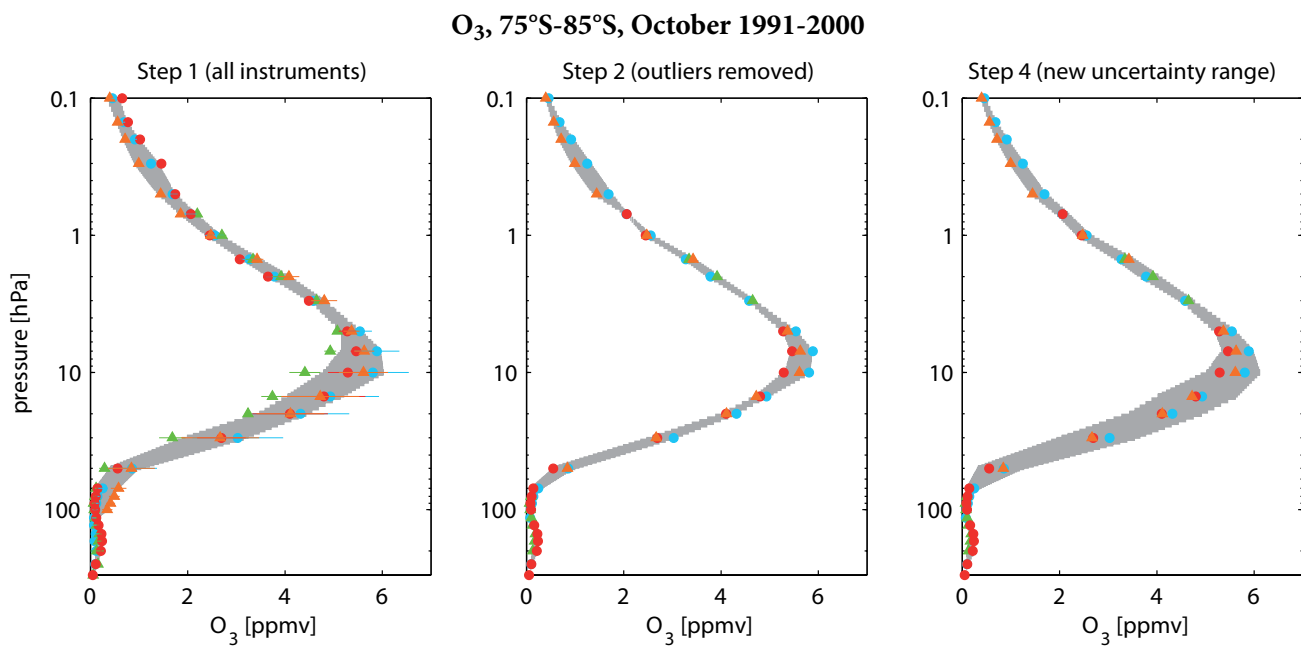 O3, 75°S-85°S, October 1991-2000
Step 1 (all instruments)
Step 2 (outliers removed)
Step 4 (new uncertainty range)
pressure [hPa]
0.1
1
10
100
0 2 4 6
O3 [ppmv]
0.1
1
10
100
0 2 4 6
O3 [ppmv]
0.1
1
10
100
0 2 4 6
O3 [ppmv]